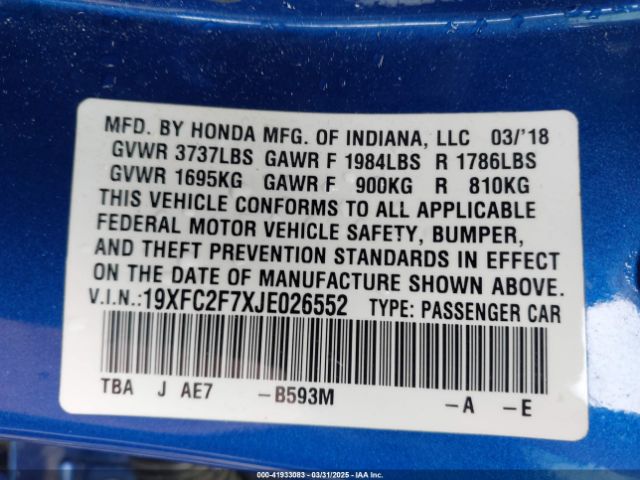 MFD. BY HONDA MFG. OF INDIANA, LLC 03/'18
GVWR 3737LBS GAWR F 1984LBS R 1786LBS
GVWR 1695KG GAWR F 900KG R 810KG
THIS VEHICLE CONFORMS TO ALL APPLICABLE
FEDERAL MOTOR VEHICLE SAFETY, BUMPER,
AND THEFT PREVENTION STANDARDS IN EFFECT
ON THE DATE OF MANUFACTURE SHOWN ABOVE.
V.I.N.:19XFC2F7XJE026552 TYPE: PASSENGER CAR
TBA J AE7 -B593M -A -E
000-41933083 - 03/31/2025 - IAA Inc.